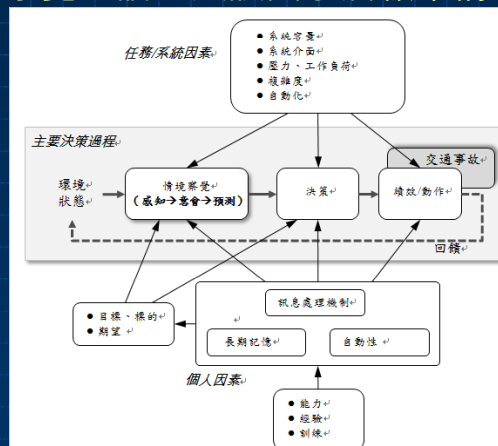 任務/系統因素
● 系統容量
● 系統介面
● 壓力、工作負荷
● 複雜度
● 自動化
主要決策過程
交通事故
環境
狀態
情境察覺
(感知→意會→預測)
決策
績效/動作
回饋
● 目標、標的
● 期望
訊息處理機制
長期記憶
自動性
個人因素
● 能力
● 經驗
● 訓練